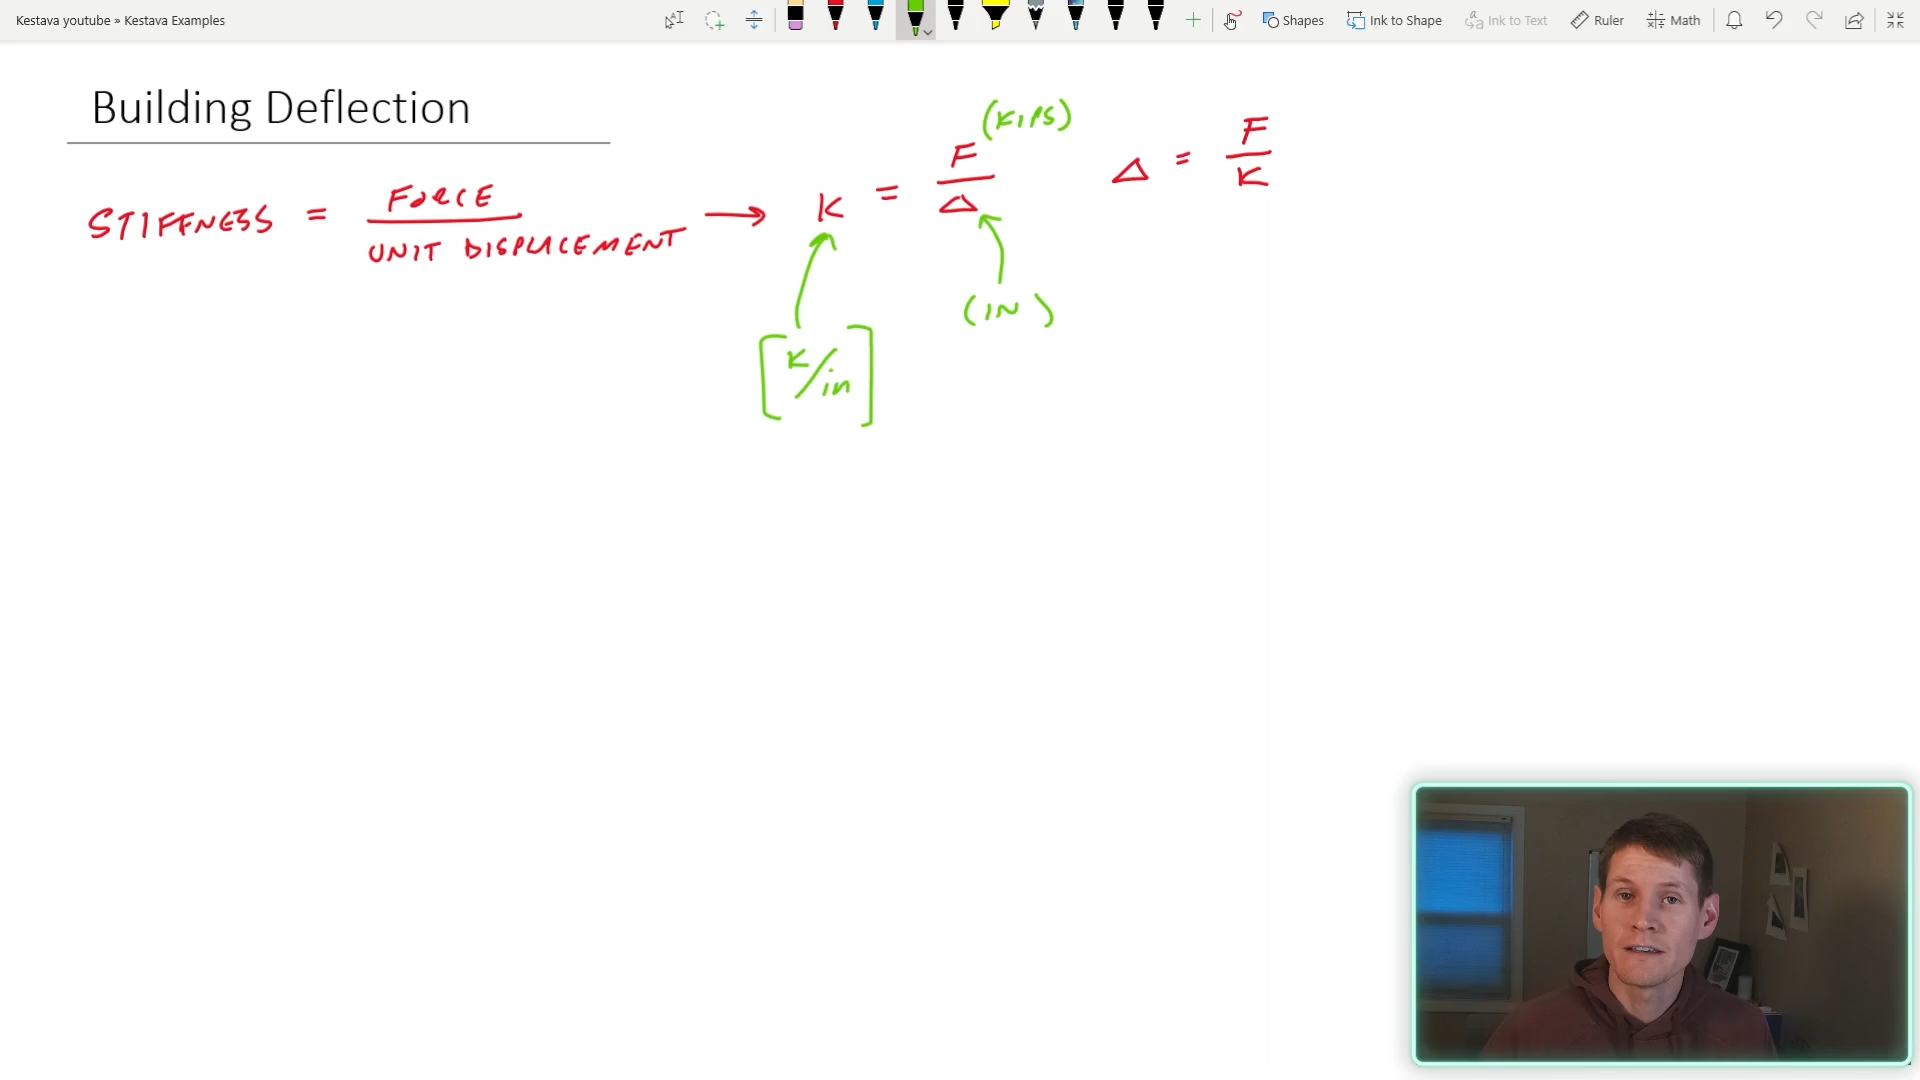 Kestava youtube » Kestava Examples
Shapes
Ink to Shape
Ink to Text
Ruler
Math
Building Deflection
STIFFNESS = FORCE / UNIT DISPLACEMENT → K = F / Δ
(KIPS)
Δ = F / K
(IN)
[K/in]